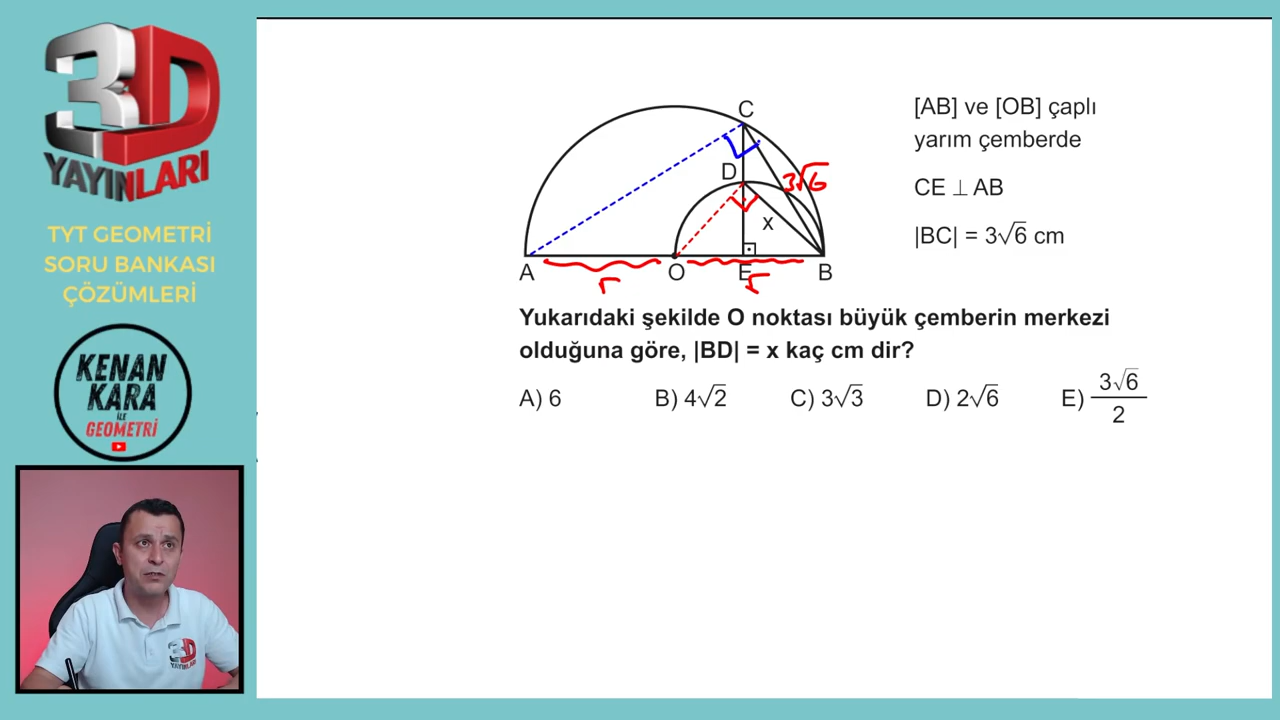 3D
YAYINLARI
TYT GEOMETRİ
SORU BANKASI
ÇÖZÜMLERİ
KENAN
KARA
İLE
GEOMETRİ
3D
YAYINLARI
C
D
3√6
x
A
O
E
B
r
r
[AB] ve [OB] çaplı
yarım çemberde
CE ⊥ AB
|BC| = 3√6 cm
Yukarıdaki şekilde O noktası büyük çemberin merkezi
olduğuna göre, |BD| = x kaç cm dir?
A) 6 B) 4√2 C) 3√3 D) 2√6 E) 3√6/2